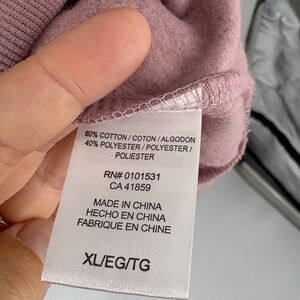 60% COTTON / COTON / ALGODON
40% POLYESTER / POLYESTER /
POLIESTER
RN# 0101531
CA 41859
MADE IN CHINA
HECHO EN CHINA
FABRIQUE EN CHINE
XL/EG/TG